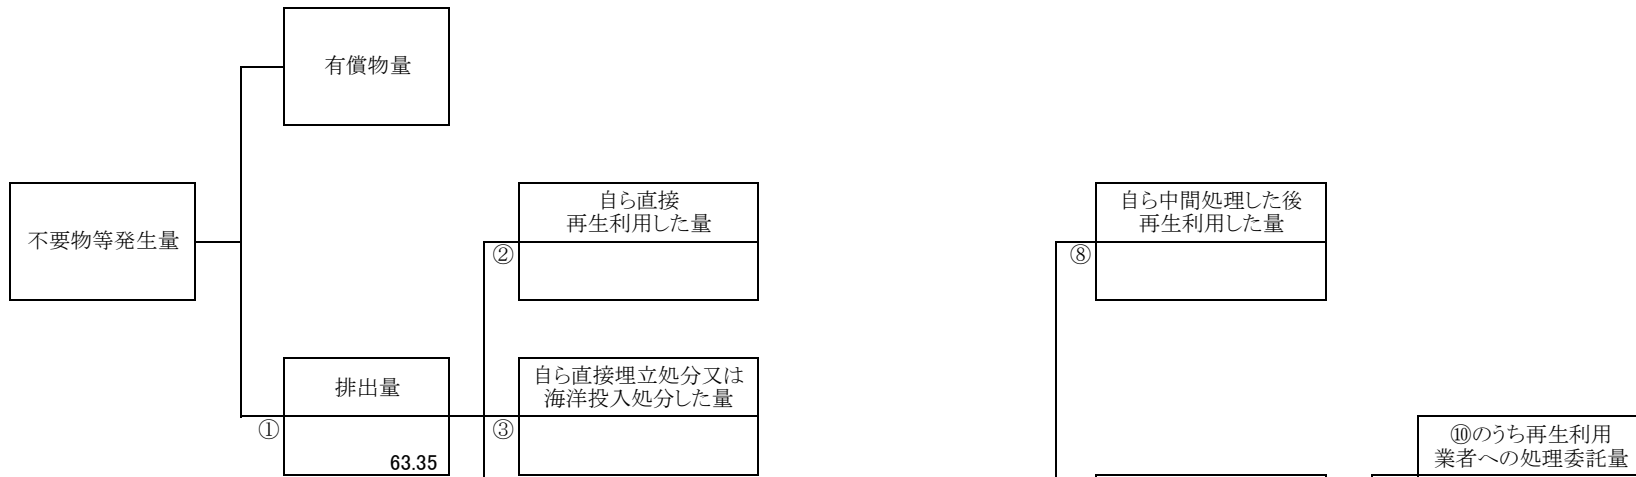 有償物量
不要物等発生量
自ら直接
再生利用した量
②
自ら中間処理した後
再生利用した量
⑧
排出量
①
63.35
自ら直接埋立処分又は
海洋投入処分した量
③
⑩のうち再生利用
業者への処理委託量